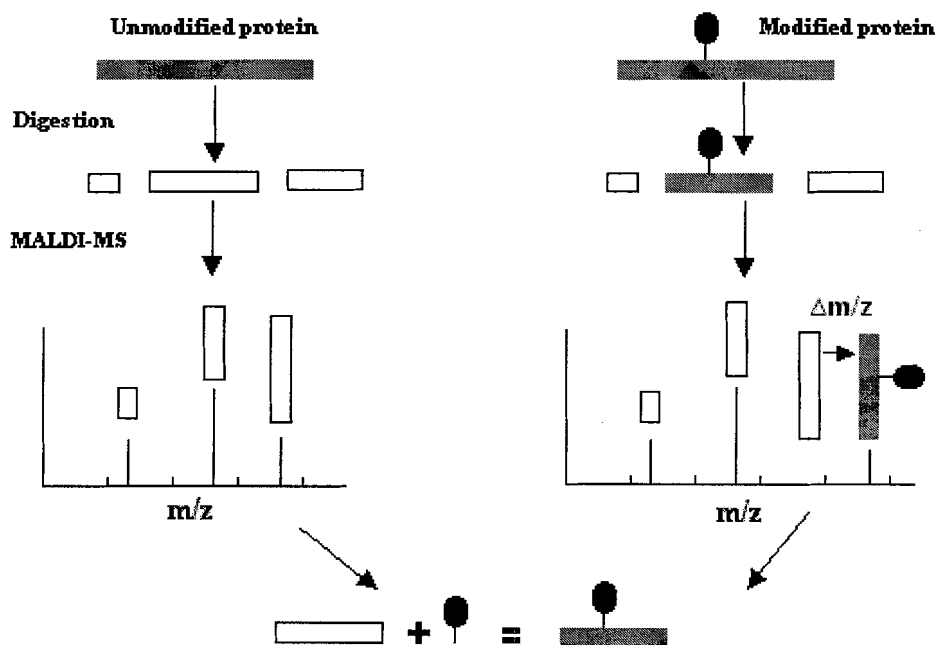 Unmodified protein
Modified protein
Digestion
MALDI-MS
Δm/z
m/z
m/z
+ =